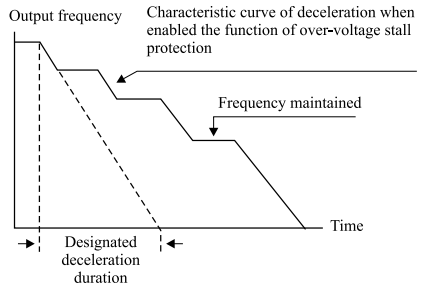 Output frequency
Characteristic curve of deceleration when
enabled the function of over-voltage stall
protection
Frequency maintained
Time
Designated
deceleration
duration